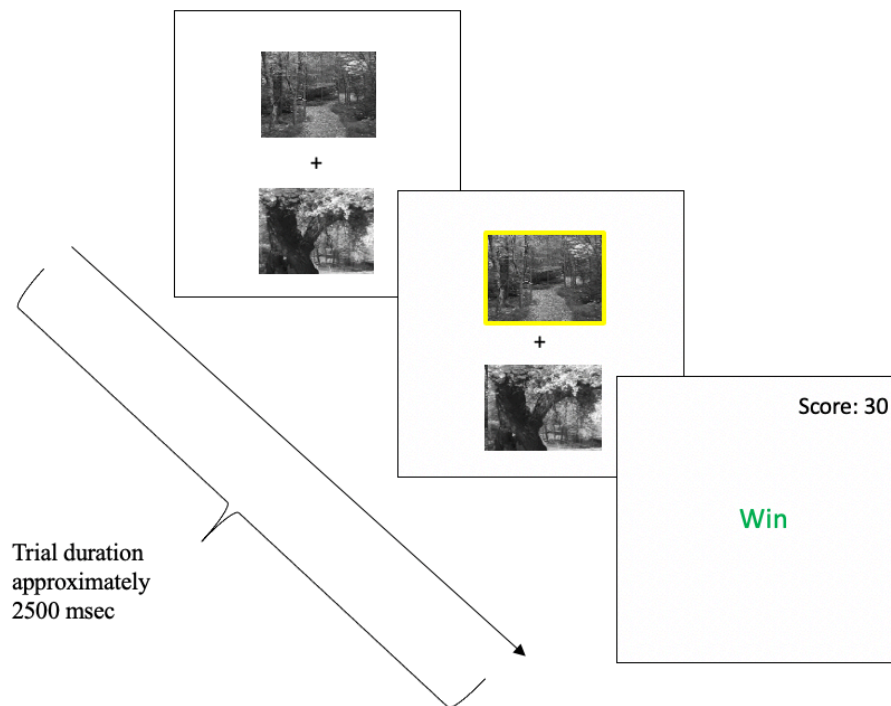 +
+
Score: 30
Win
Trial duration
approximately
2500 msec